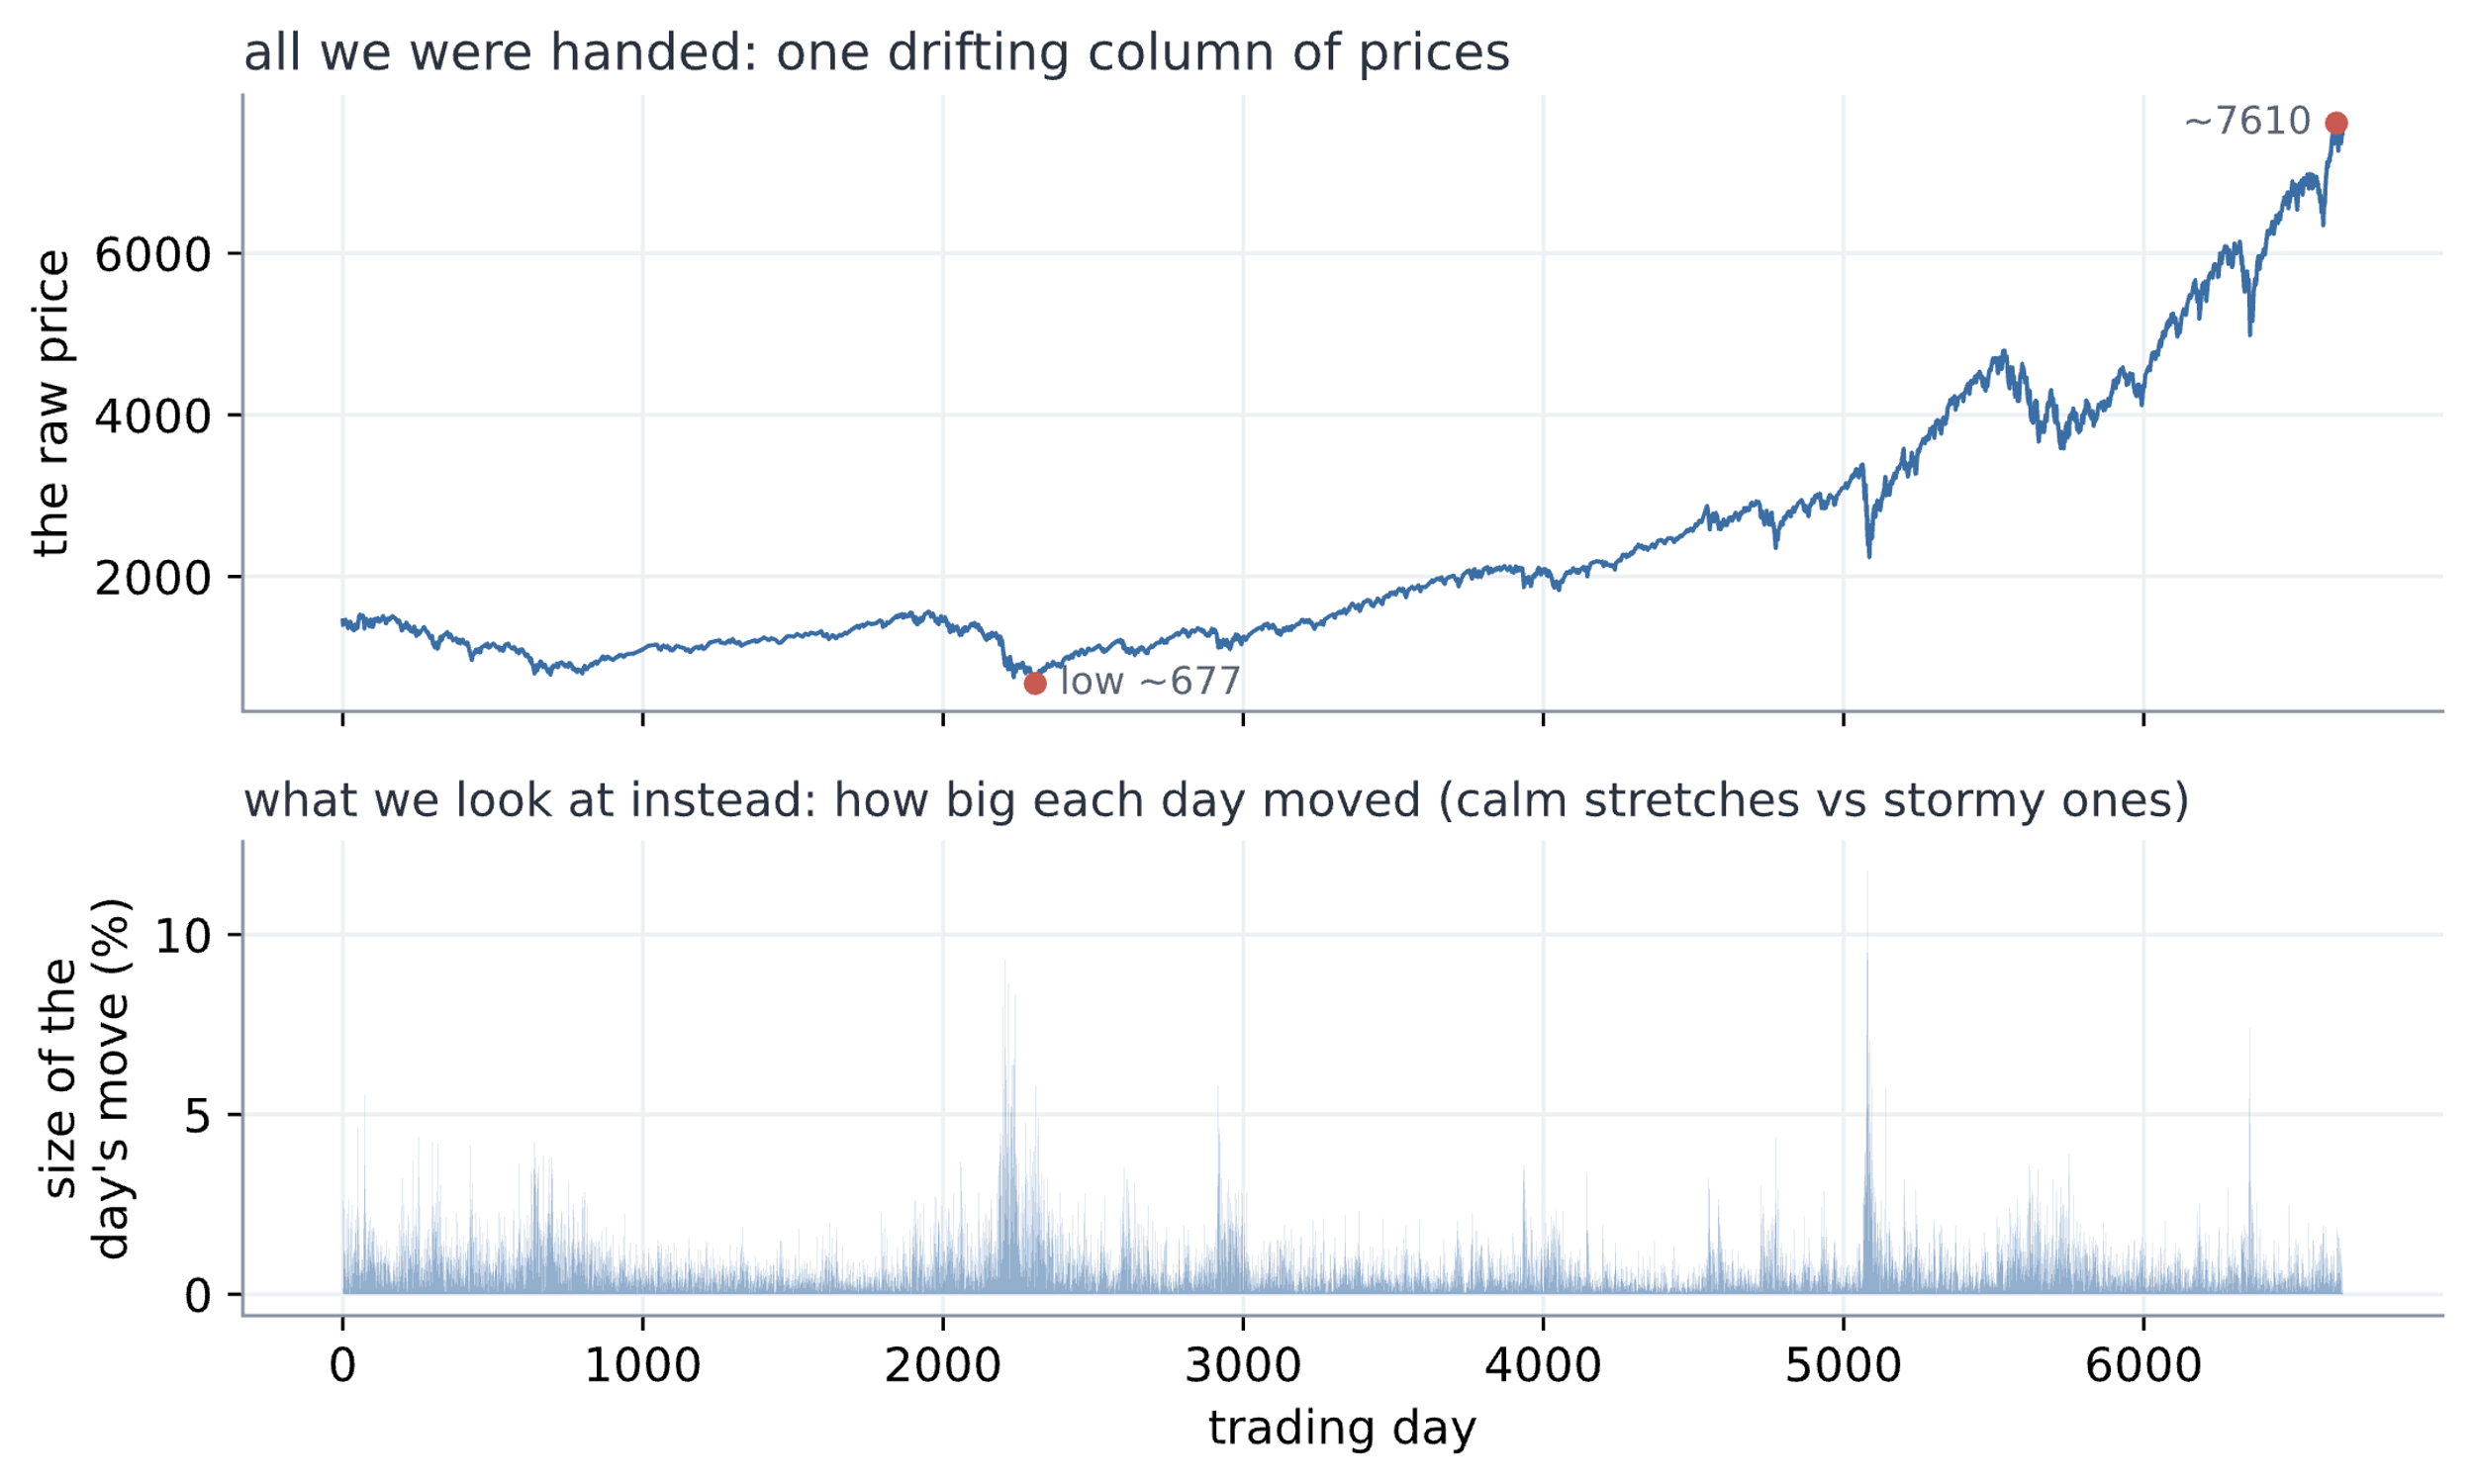 all we were handed: one drifting column of prices
~7610
the raw price
6000
4000
2000
low ~677
what we look at instead: how big each day moved (calm stretches vs stormy ones)
size of the
day's move (%)
10
5
0
0 1000 2000 3000 4000 5000 6000
trading day